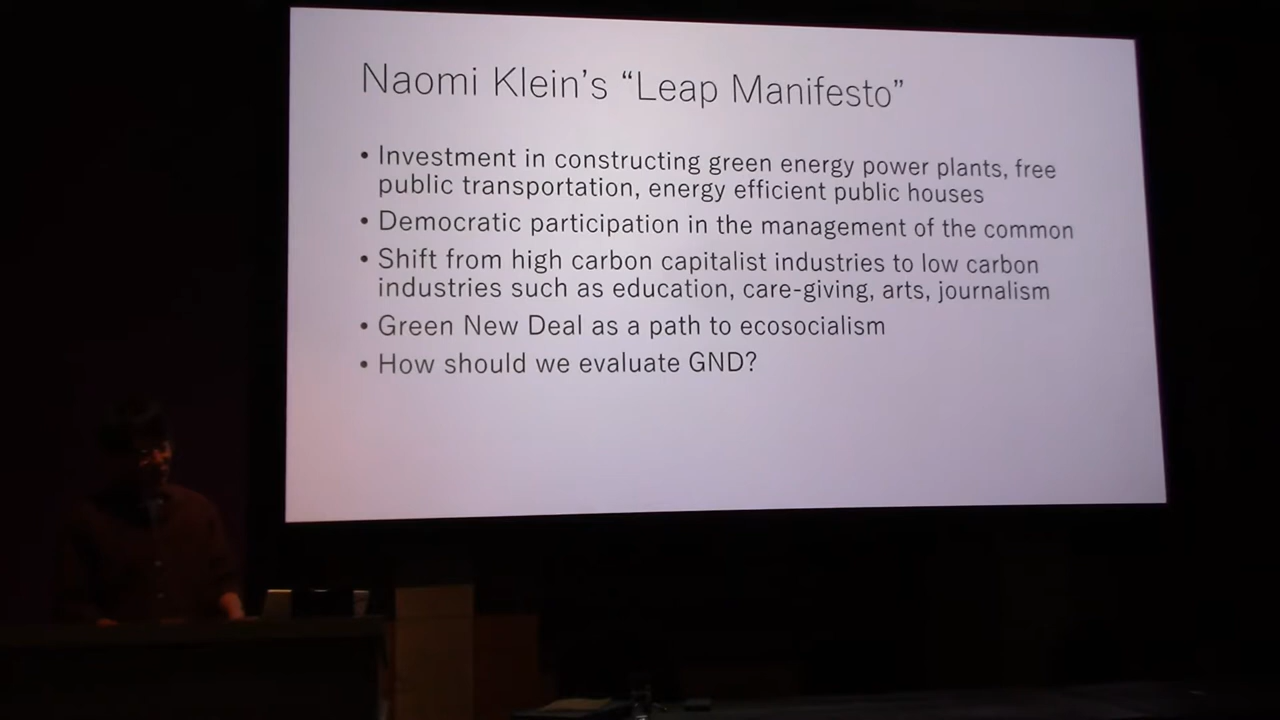 Naomi Klein's “Leap Manifesto”
• Investment in constructing green energy power plants, free
public transportation, energy efficient public houses
• Democratic participation in the management of the common
• Shift from high carbon capitalist industries to low carbon
industries such as education, care-giving, arts, journalism
• Green New Deal as a path to ecosocialism
• How should we evaluate GND?